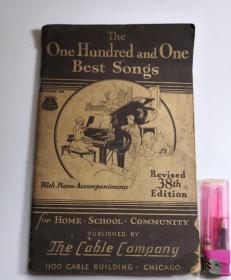 The
One Hundred and One
Best Songs
With Piano Accompaniments
Revised
38th
Edition
for HOME · SCHOOL · COMMUNITY
PUBLISHED BY
The Cable Company
1100 CABLE BUILDING · CHICAGO